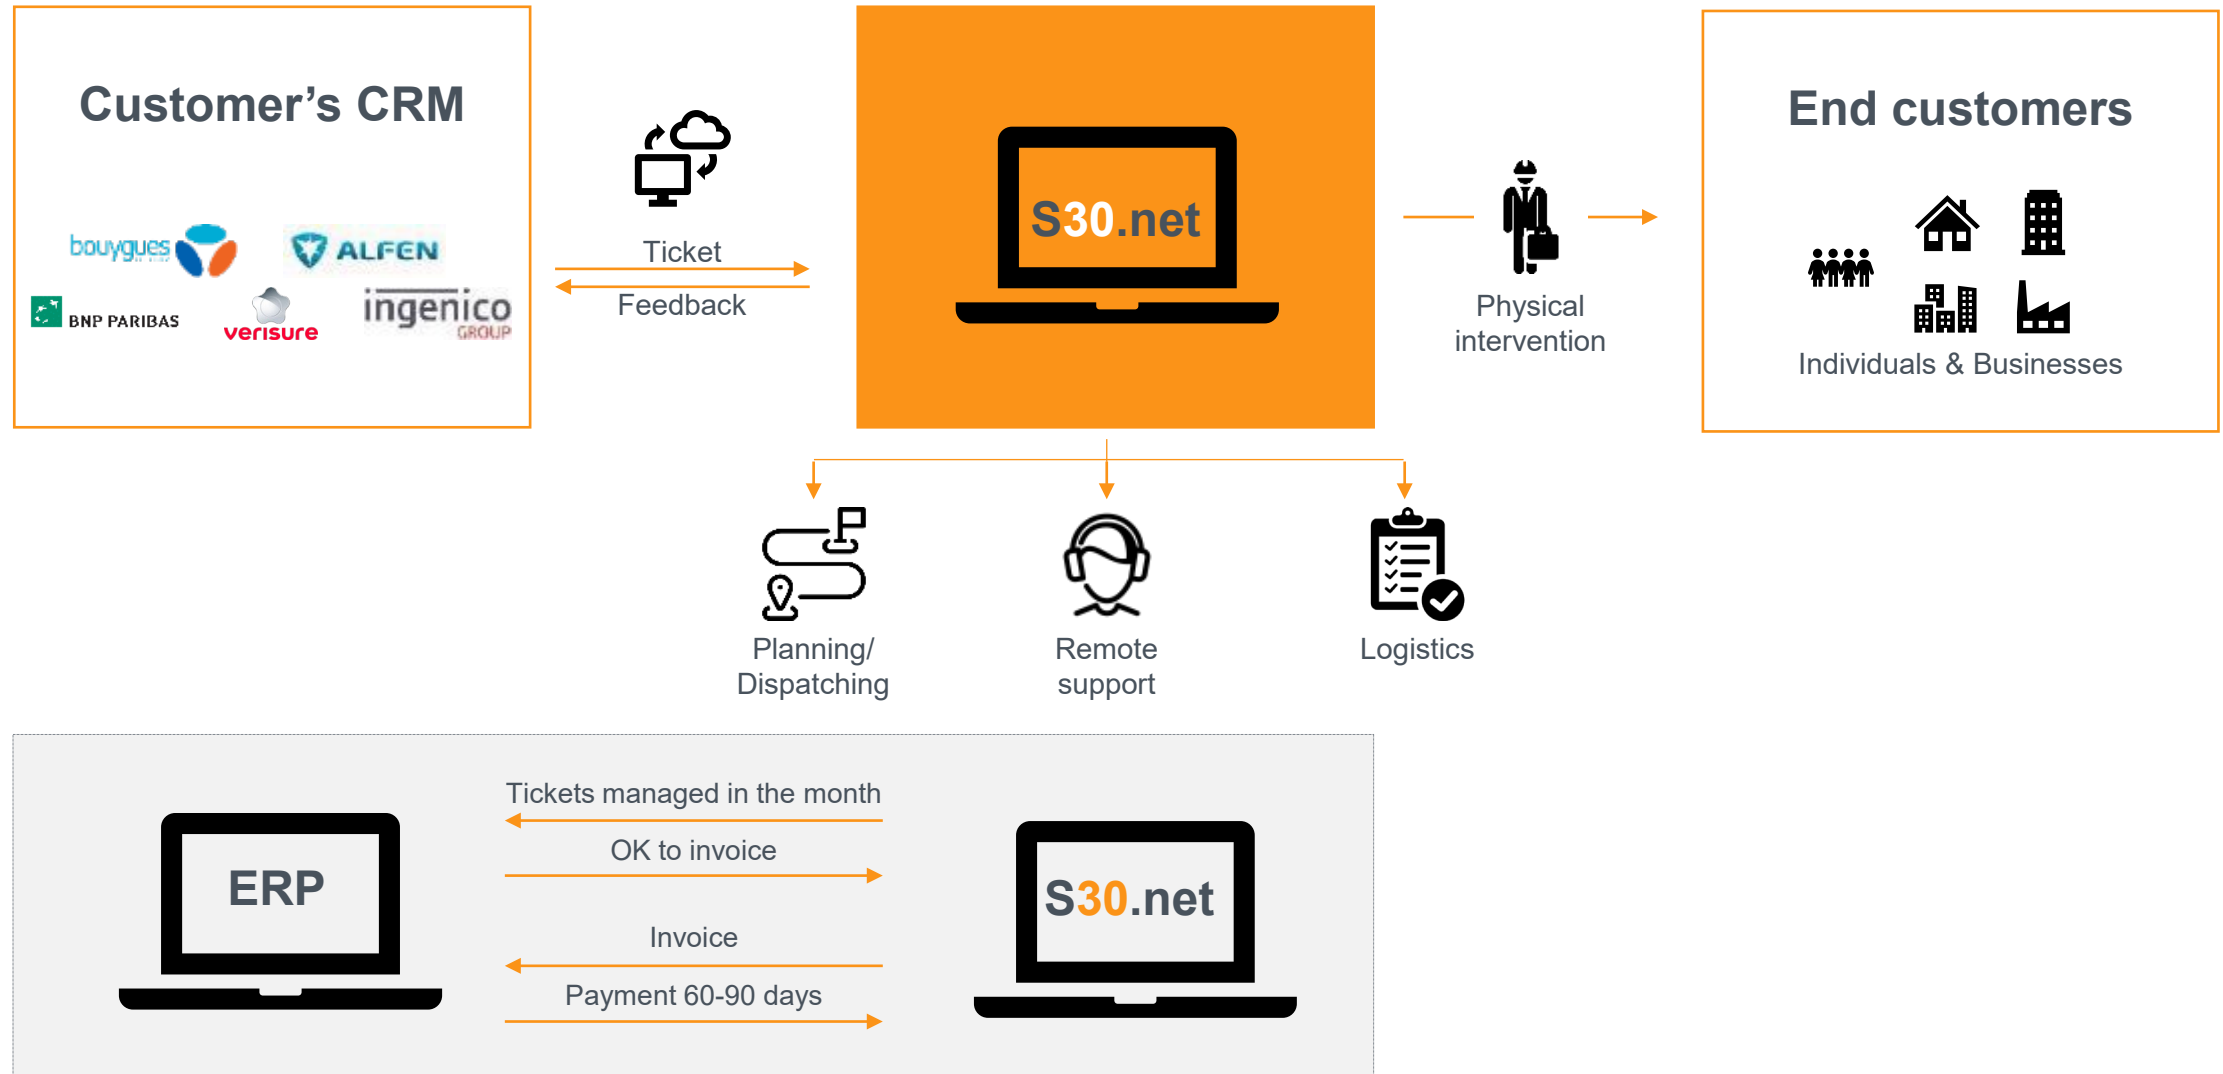 Customer's CRM
bouygues
ALFEN
BNP PARIBAS
verisure
ingenico
GROUP
Ticket
Feedback
S30.net
Physical
intervention
End customers
Individuals & Businesses
Planning/
Dispatching
Remote
support
Logistics
ERP
Tickets managed in the month
OK to invoice
Invoice
Payment 60-90 days
S30.net